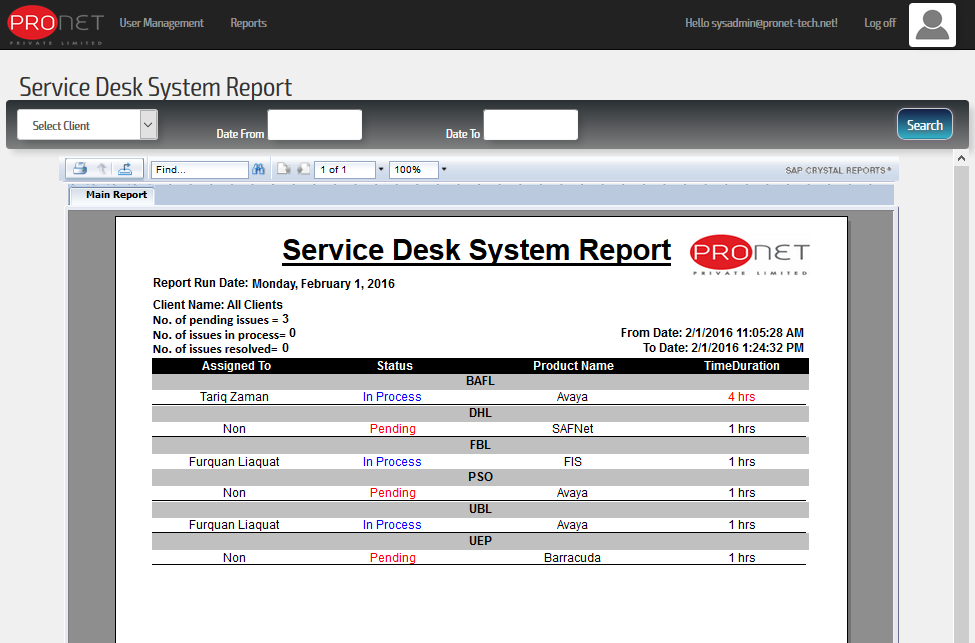 PRONET
PRIVATE LIMITED
User Management Reports Hello sysadmin@pronet-tech.net! Log off
Service Desk System Report
Select Client Date From Date To Search
Find... 1 of 1 100% SAP CRYSTAL REPORTS®
Main Report
Service Desk System Report
PRONET
PRIVATE LIMITED
Report Run Date: Monday, February 1, 2016
Client Name: All Clients
No. of pending issues = 3
No. of issues in process= 0
From Date: 2/1/2016 11:05:28 AM
No. of issues resolved= 0
To Date: 2/1/2016 1:24:32 PM
Assigned To Status Product Name TimeDuration
BAFL
Tariq Zaman In Process Avaya 4 hrs
DHL
Non Pending SAFNet 1 hrs
FBL
Furquan Liaquat In Process FIS 1 hrs
PSO
Non Pending Avaya 1 hrs
UBL
Furquan Liaquat In Process Avaya 1 hrs
UEP
Non Pending Barracuda 1 hrs